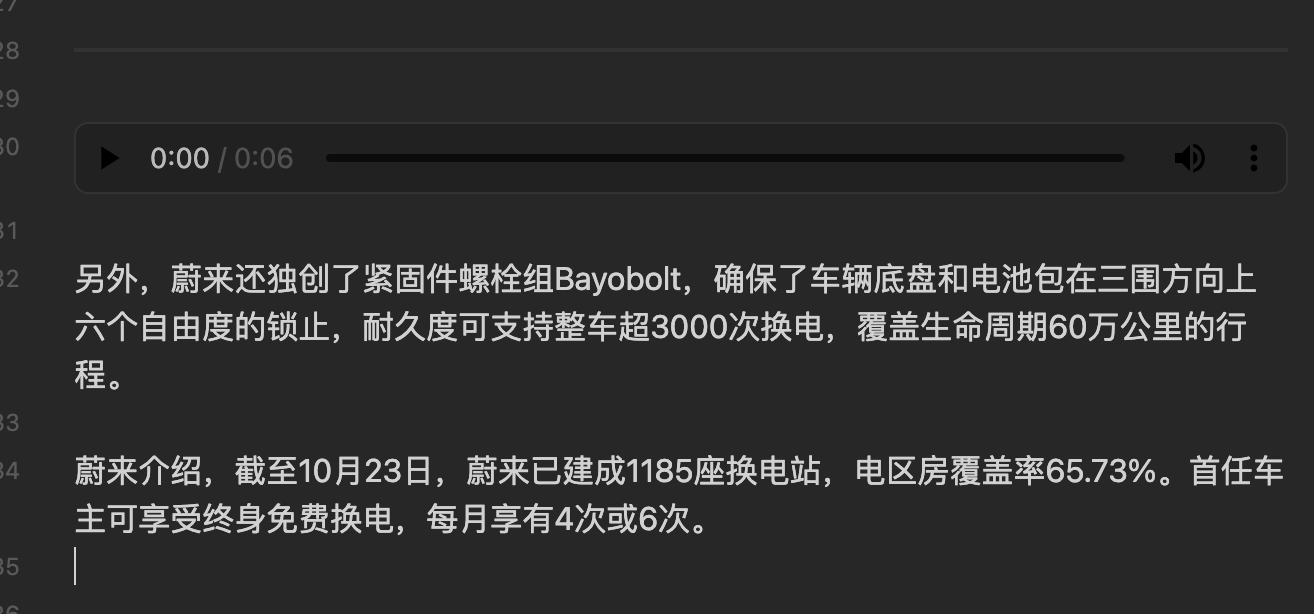 28
29
30
0:00 / 0:06
31
32
另外，蔚来还独创了紧固件螺栓组Bayobolt，确保了车辆底盘和电池包在三围方向上
六个自由度的锁止，耐久度可支持整车超3000次换电，覆盖生命周期60万公里的行
程。
33
34
蔚来介绍，截至10月23日，蔚来已建成1185座换电站，电区房覆盖率65.73%。首任车
主可享受终身免费换电，每月享有4次或6次。
35